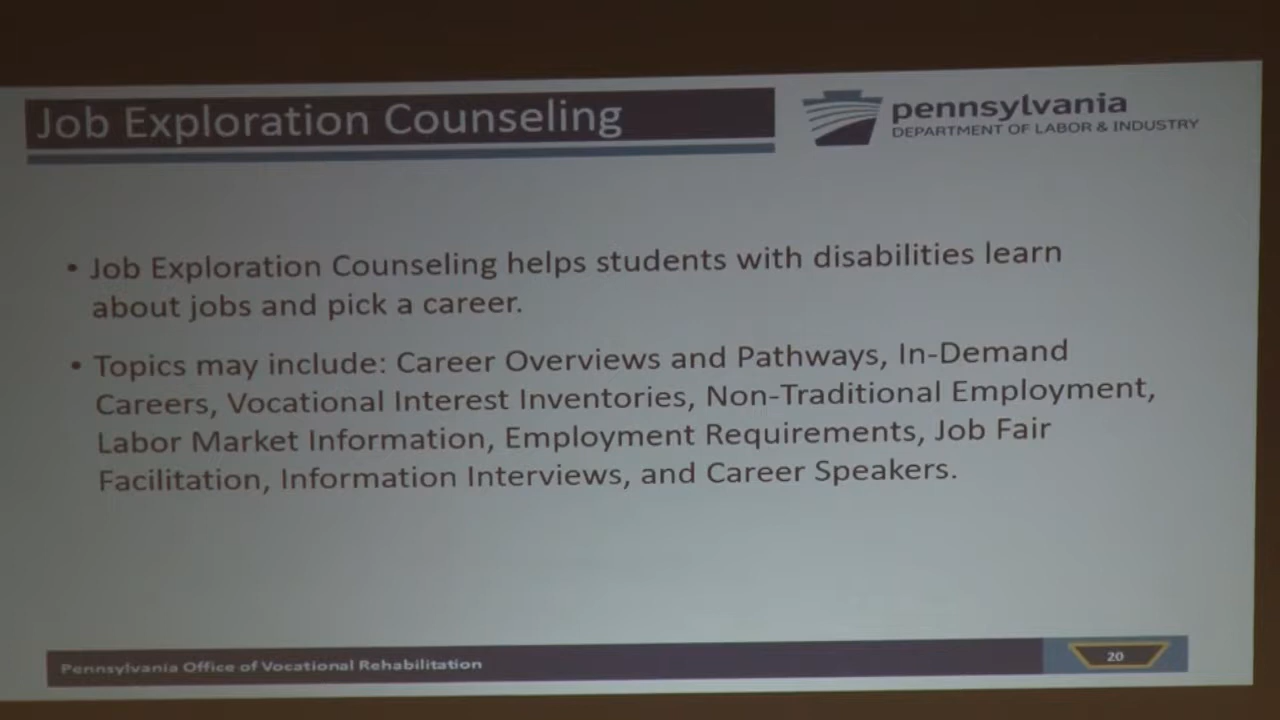 Job Exploration Counseling
pennsylvania
DEPARTMENT OF LABOR & INDUSTRY
• Job Exploration Counseling helps students with disabilities learn
about jobs and pick a career.
• Topics may include: Career Overviews and Pathways, In-Demand
Careers, Vocational Interest Inventories, Non-Traditional Employment,
Labor Market Information, Employment Requirements, Job Fair
Facilitation, Information Interviews, and Career Speakers.
Pennsylvania Office of Vocational Rehabilitation
20